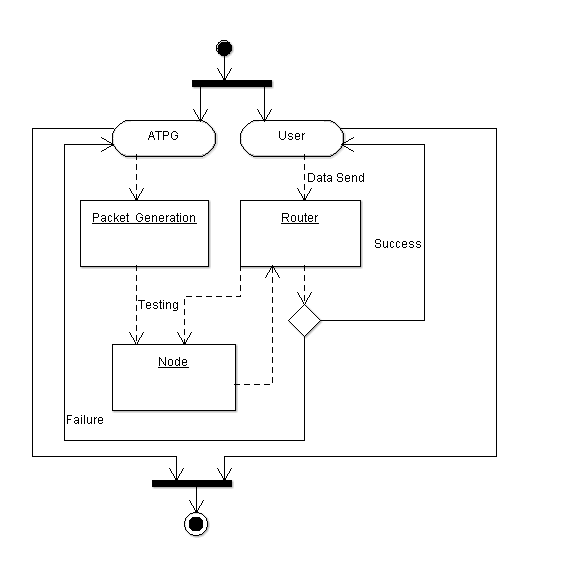 ATPG
User
Data Send
Packet Generation
Router
Success
Testing
Node
Failure